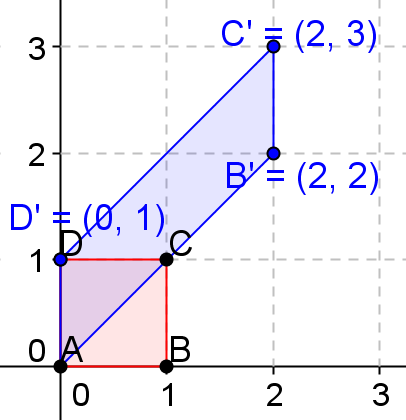 C' = (2, 3)
3
2
B' = (2, 2)
D' = (0, 1)
D
C
1
0
A
B
0
1
2
3